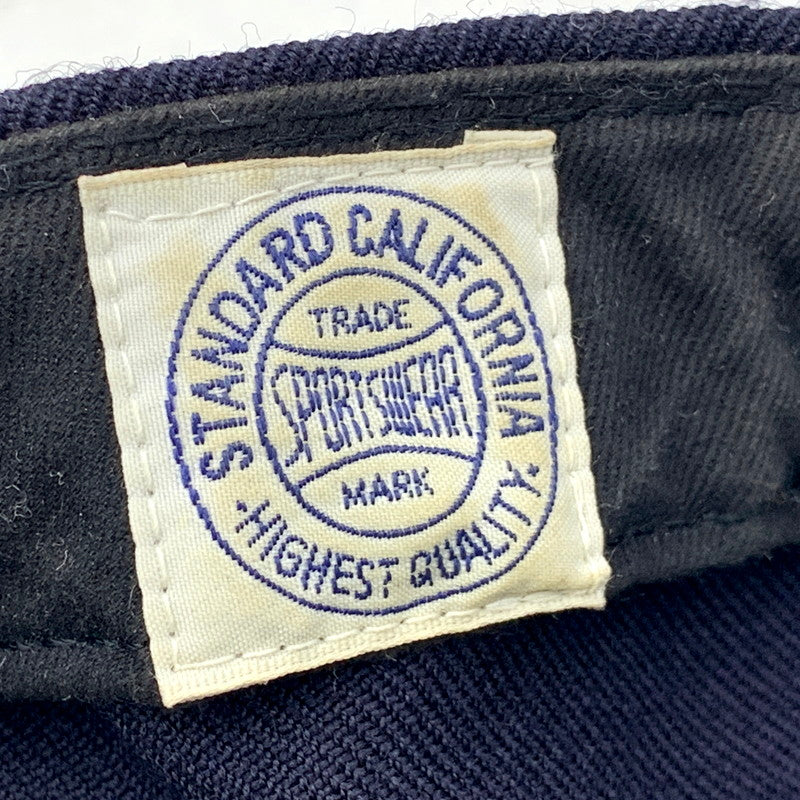 STANDARD CALIFORNIA
TRADE
SPORTSWEAR
MARK
·HIGHEST QUALITY·